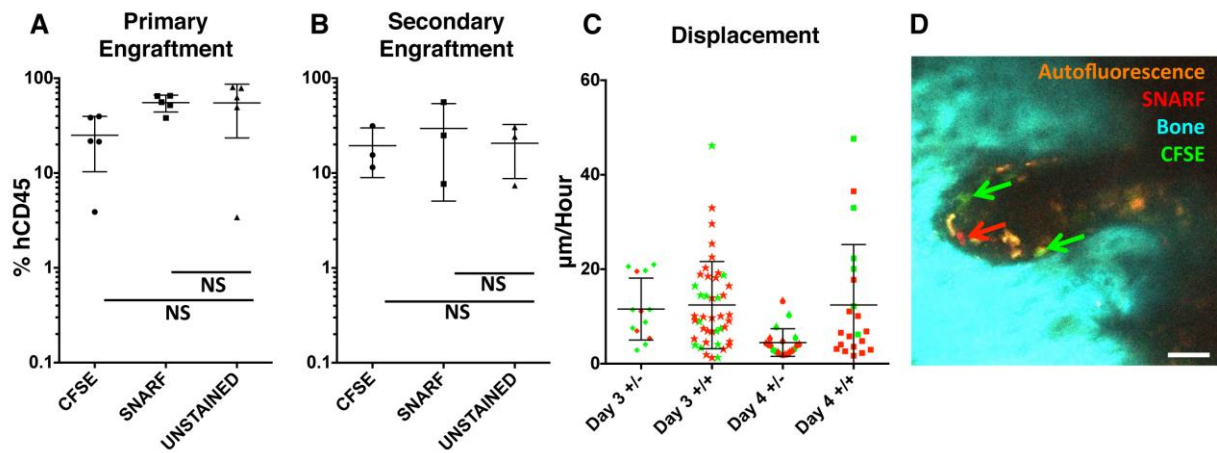 A
Primary
Engraftment
% hCD45
100
10
1
0.1
NS
NS
CFSE
SNARF
UNSTAINED
B
Secondary
Engraftment
100
10
1
0.1
NS
NS
CFSE
SNARF
UNSTAINED
C
Displacement
µm/Hour
60
40
20
0
Day 3 +/-
Day 3 +/+
Day 4 +/-
Day 4 +/+
D
Autofluorescence
SNARF
Bone
CFSE